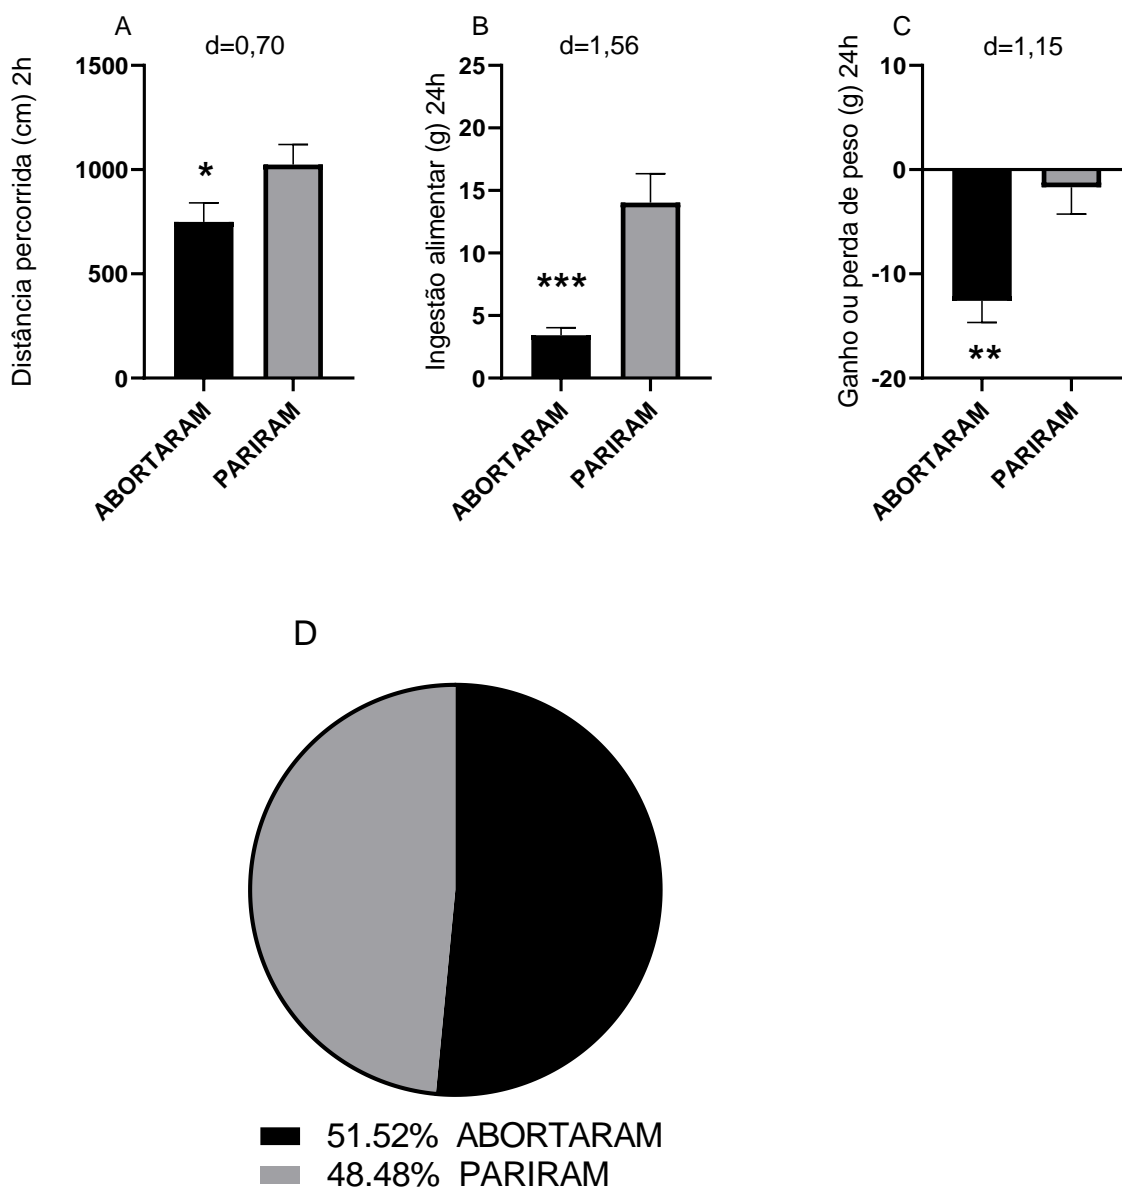 A
d=0,70
Distância percorrida (cm) 2h
1500
1000
500
0
*
ABORTARAM
PARIRAM
B
d=1,56
Ingestão alimentar (g) 24h
25
20
15
10
5
0
***
ABORTARAM
PARIRAM
C
d=1,15
Ganho ou perda de peso (g) 24h
10
0
-10
-20
**
ABORTARAM
PARIRAM
D
51.52% ABORTARAM
48.48% PARIRAM